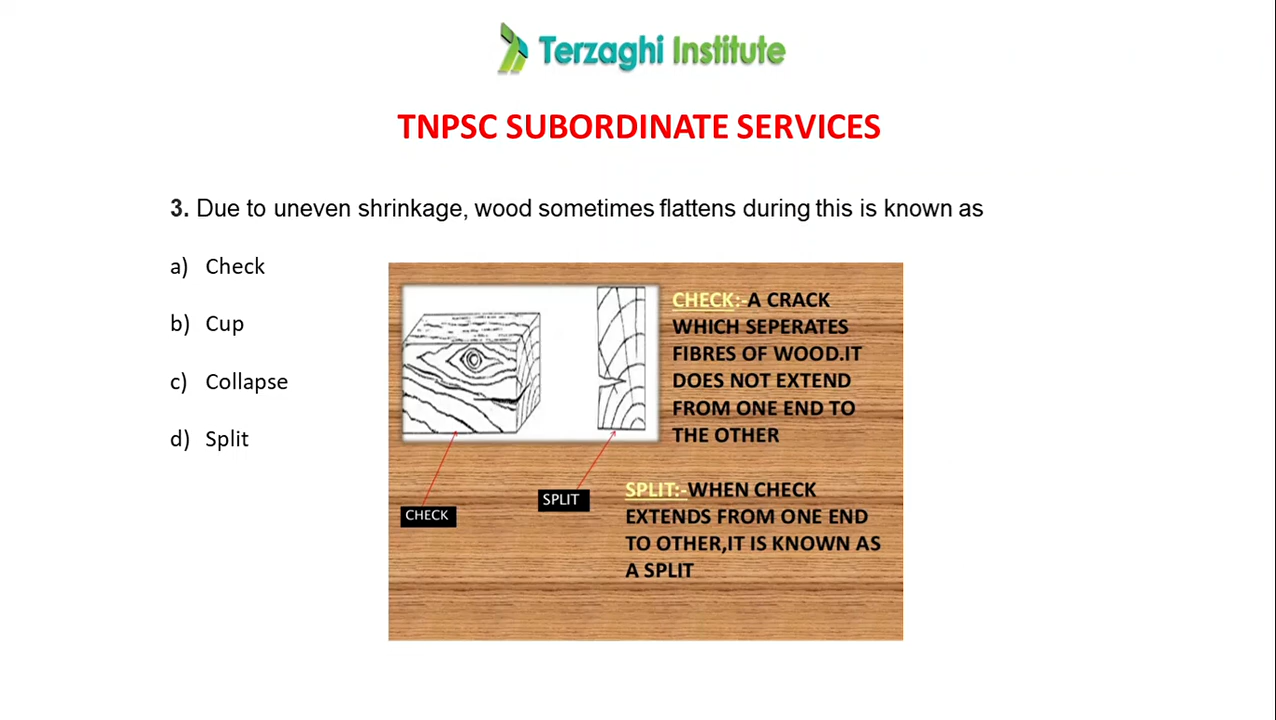 Terzaghi Institute
TNPSC SUBORDINATE SERVICES
3. Due to uneven shrinkage, wood sometimes flattens during this is known as
a) Check
b) Cup
c) Collapse
d) Split
CHECK:-A CRACK
WHICH SEPERATES
FIBRES OF WOOD.IT
DOES NOT EXTEND
FROM ONE END TO
THE OTHER
SPLIT
CHECK
SPLIT:-WHEN CHECK
EXTENDS FROM ONE END
TO OTHER,IT IS KNOWN AS
A SPLIT